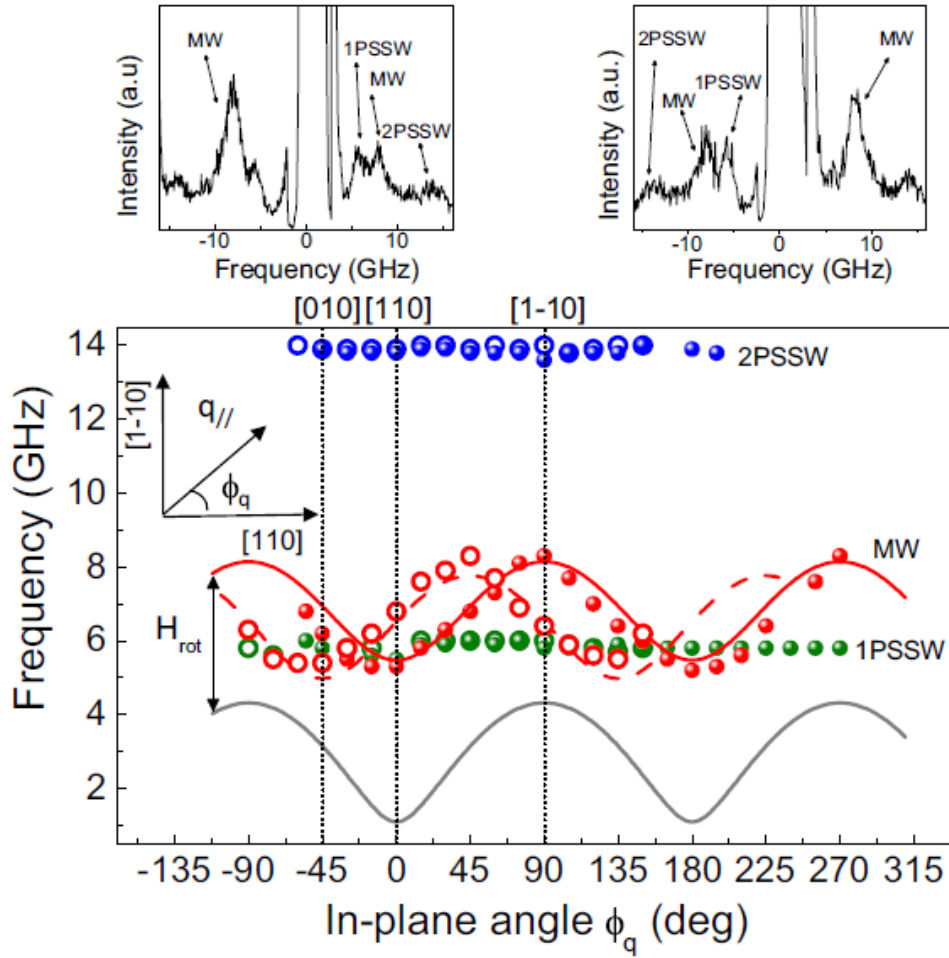 MW
1PSSW
MW
2PSSW
Intensity (a.u)
-10 0 10
Frequency (GHz)
2PSSW
MW
1PSSW
MW
Intensity (a.u.)
-10 0 10
Frequency (GHz)
[010] [110] [1-10]
14
12
10
8
6
4
2
Frequency (GHz)
2PSSW
[1-10]
q//
ϕq
[110]
MW
Hrot
1PSSW
-135 -90 -45 0 45 90 135 180 225 270 315
In-plane angle ϕq (deg)